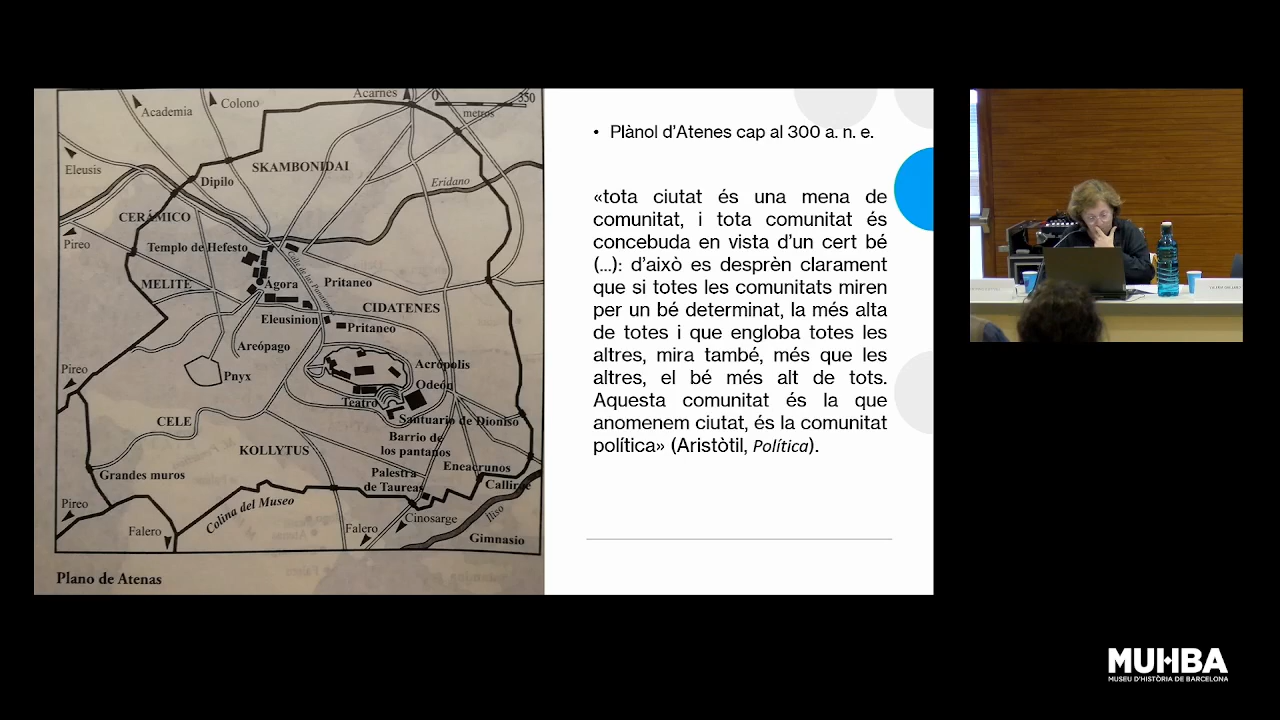 Acarnes
0
350
metros
Academia
Colono
Eleusis
SKAMBONIDAI
Dipilo
Erídano
CERÁMICO
Pireo
Templo de Hefesto
MELITE
Ágora
Pritaneo
CIDATENES
Eleusinion
Pritaneo
Areópago
Pnyx
Acrópolis
Pireo
Odeón
Teatro
CELE
Santuario de Dioniso
Barrio de
los pantanos
KOLLYTUS
Grandes muros
Palestra
de Taureas
Eneacrunos
Calliroe
Pireo
Colina del Museo
Falero
Falero
Cinosarge
Iliso
Gimnasio
Plano de Atenas
• Plànol d’Atenes cap al 300 a. n. e.
«tota ciutat és una mena de
comunitat, i tota comunitat és
concebuda en vista d’un cert bé
(...): d’això es desprèn clarament
que si totes les comunitats miren
per un bé determinat, la més alta
de totes i que engloba totes les
altres, mira també, més que les
altres, el bé més alt de tots.
Aquesta comunitat és la que
anomenem ciutat, és la comunitat
política» (Aristòtil, Política).
MUHBA
MUSEU D'HISTÒRIA DE BARCELONA